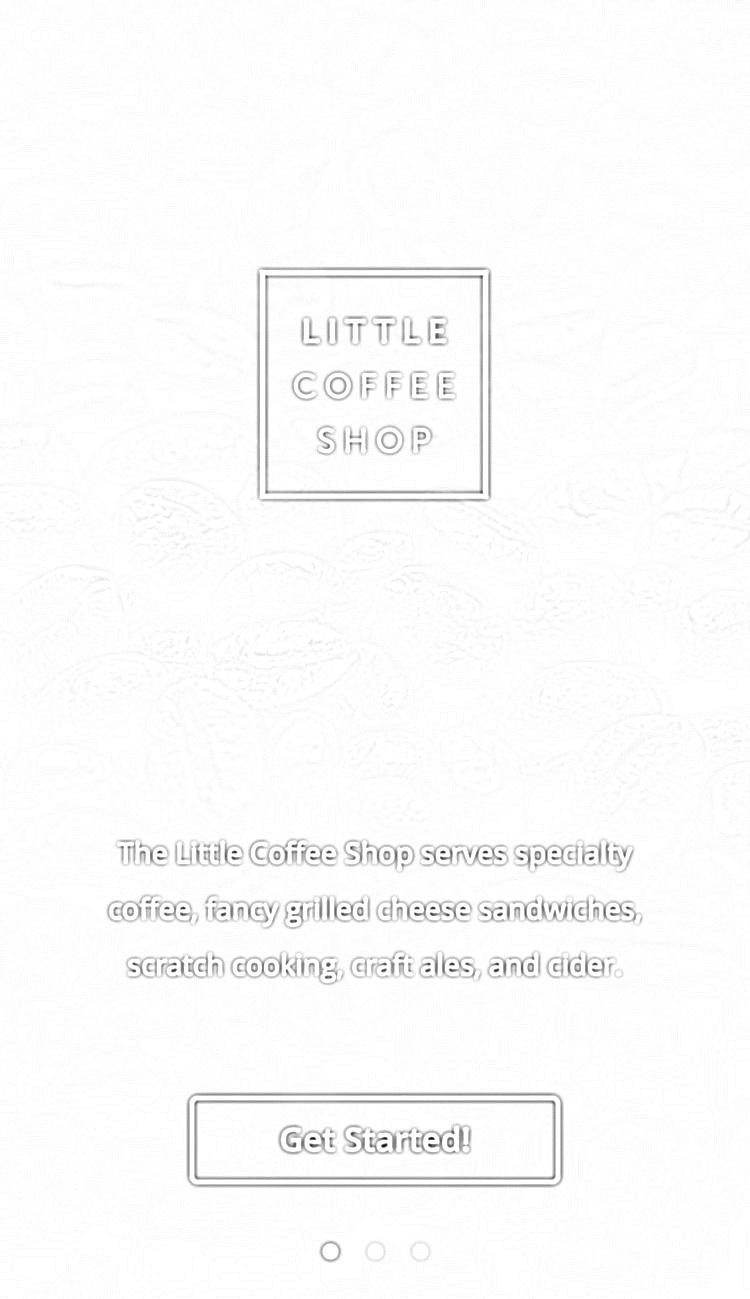 LITTLE
COFFEE
SHOP
The Little Coffee Shop serves specialty
coffee, fancy grilled cheese sandwiches,
scratch cooking, craft ales, and cider.
Get Started!